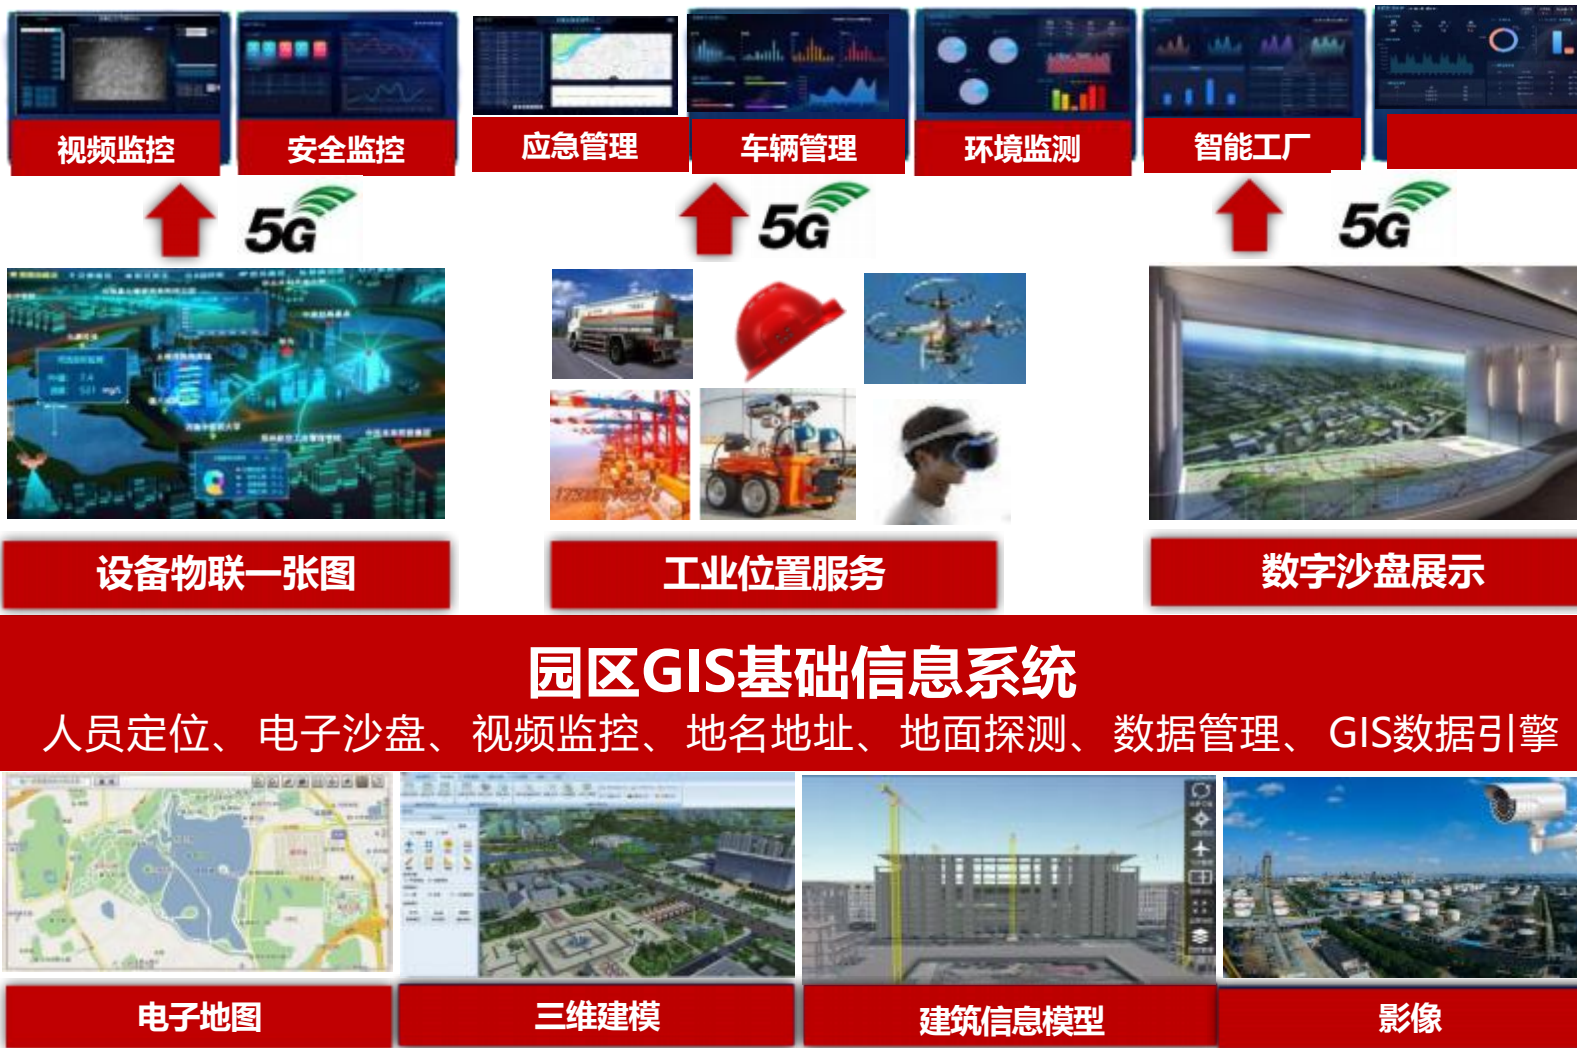 视频监控
安全监控
应急管理
车辆管理
环境监测
智能工厂
5G
5G
5G
设备物联一张图
工业位置服务
数字沙盘展示
园区GIS基础信息系统
人员定位、电子沙盘、视频监控、地名地址、地面探测、数据管理、GIS数据引擎
电子地图
三维建模
建筑信息模型
影像